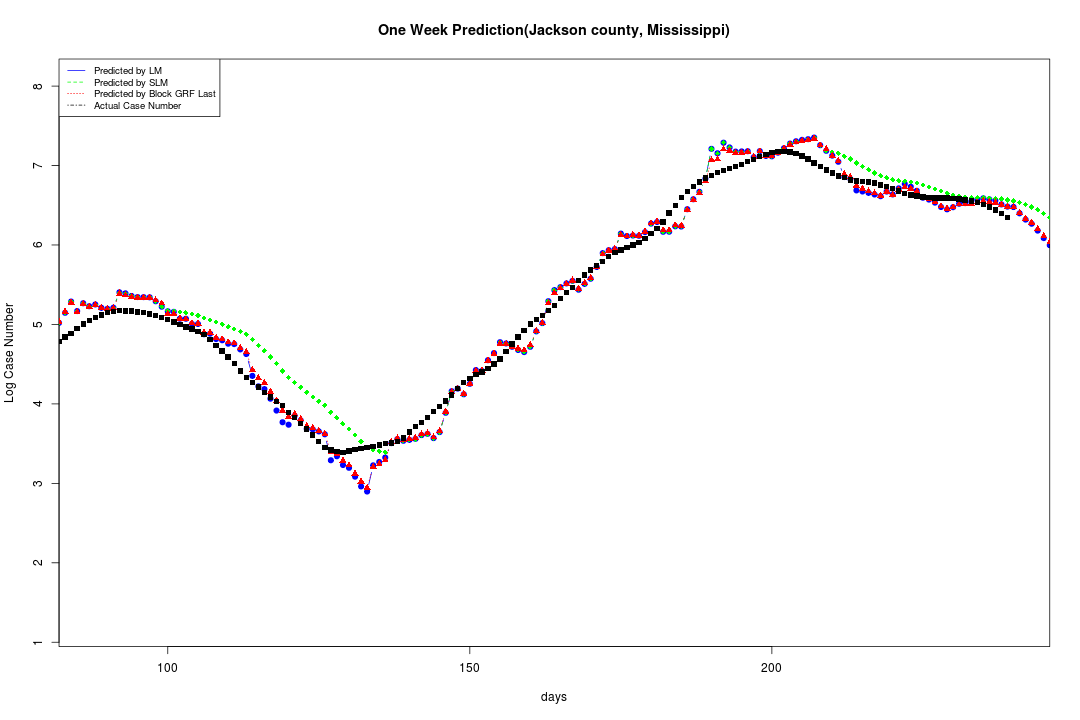 One Week Prediction(Jackson county, Mississippi)
Predicted by LM
Predicted by SLM
Predicted by Block GRF Last
Actual Case Number
8
7
6
5
4
3
2
1
Log Case Number
100 150 200
days